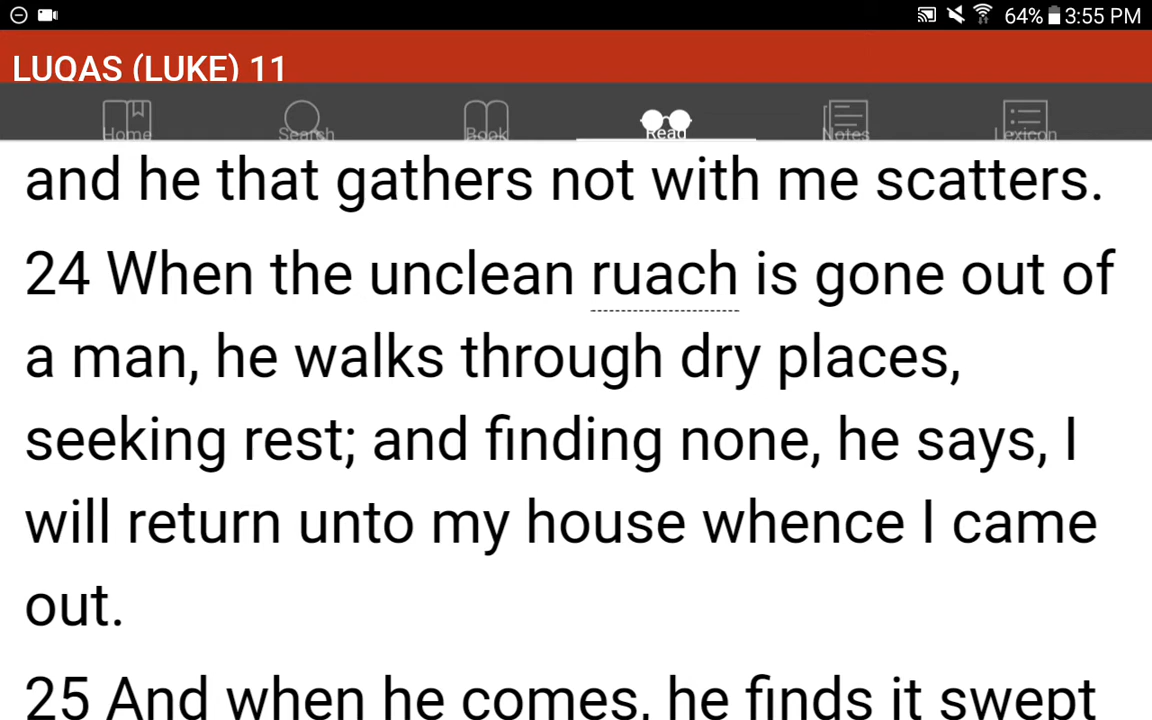 64% 3:55 PM
LUQAS (LUKE) 11
Home Search Book Read Notes Lexicon
and he that gathers not with me scatters.
24 When the unclean ruach is gone out of
a man, he walks through dry places,
seeking rest; and finding none, he says, I
will return unto my house whence I came
out.
25 And when he comes, he finds it swept